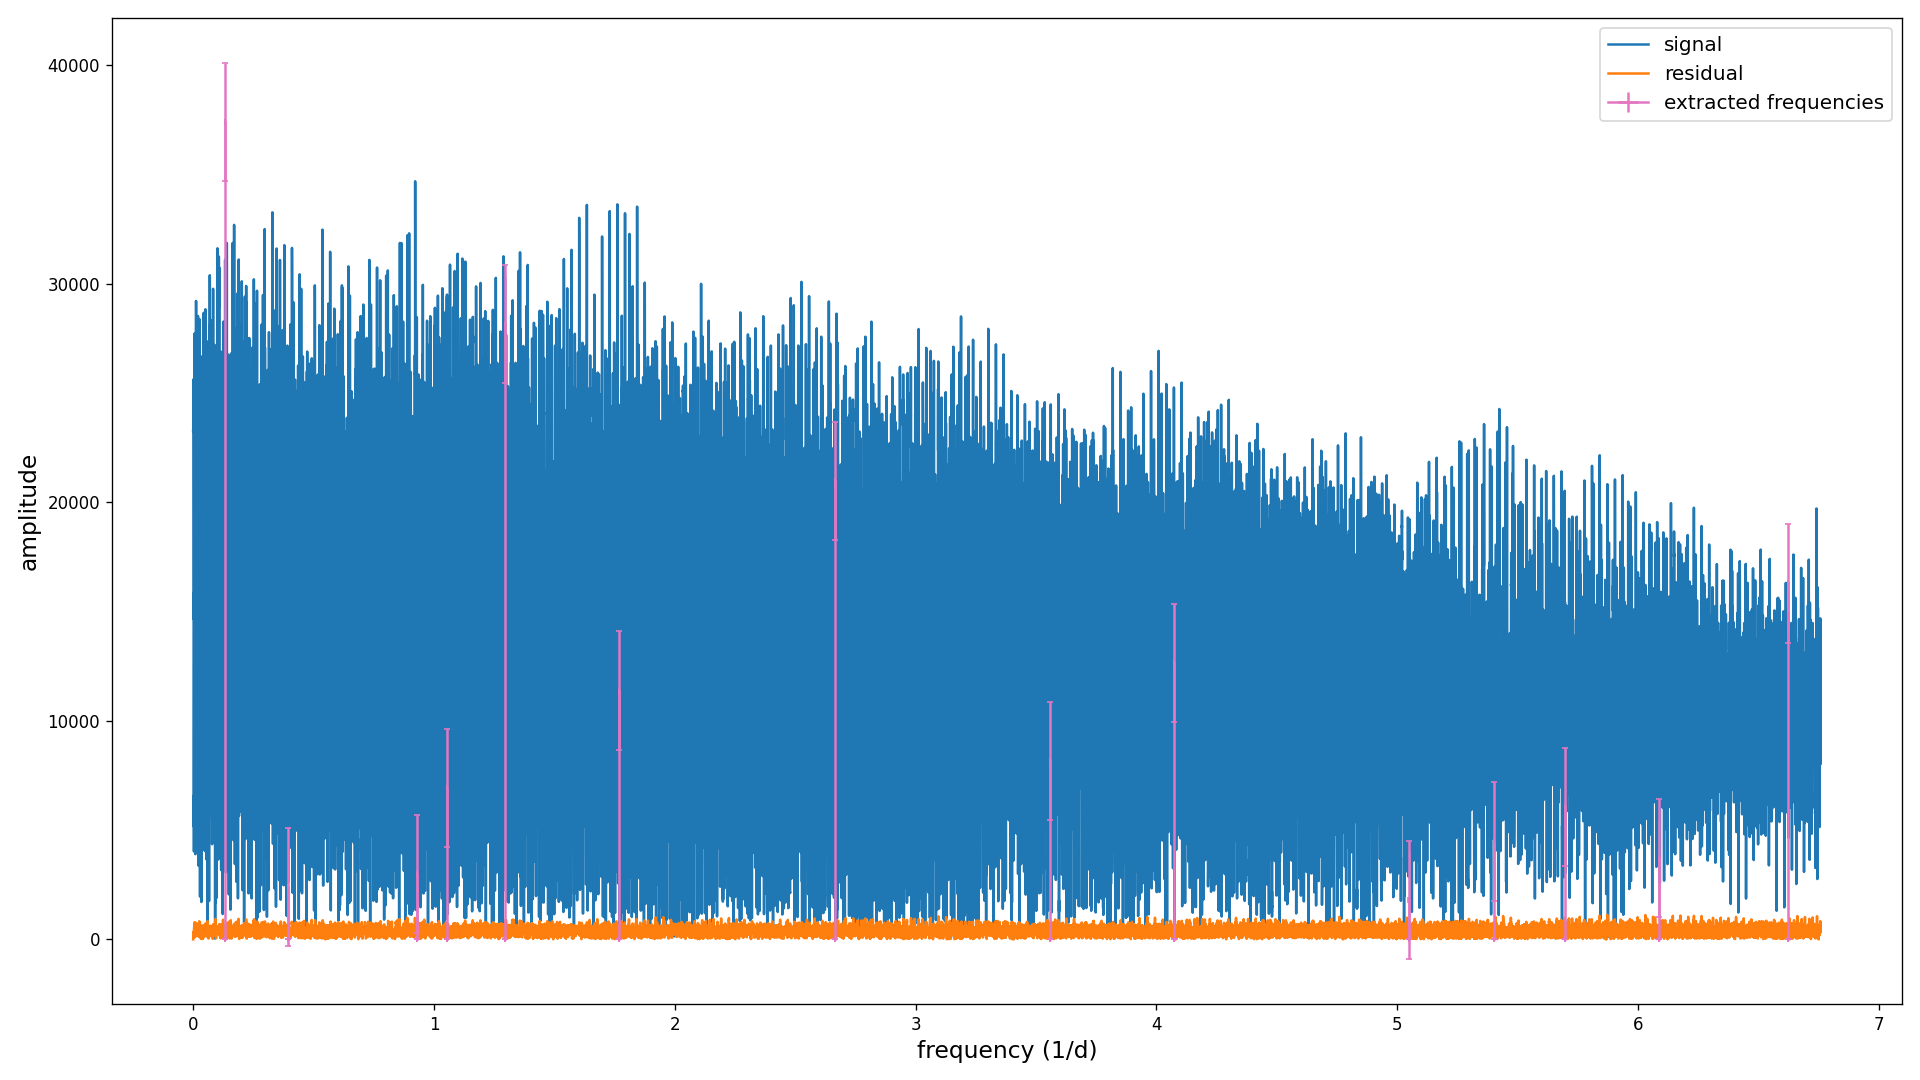 signal
residual
extracted frequencies
amplitude
40000
30000
20000
10000
0
0 1 2 3 4 5 6 7
frequency (1/d)